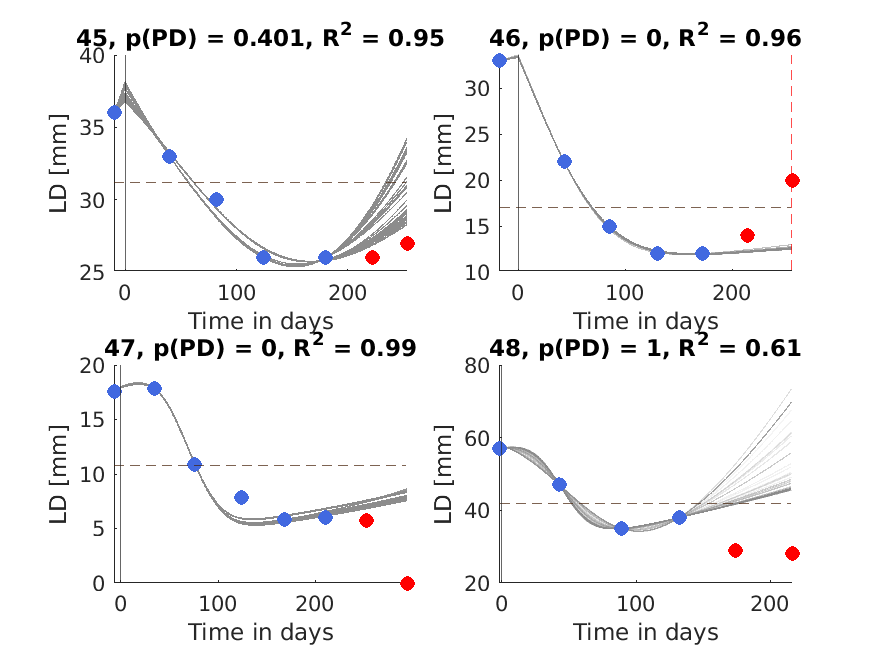 45, p(PD) = 0.401, R² = 0.95
46, p(PD) = 0, R² = 0.96
LD [mm]
40
35
30
25
0 100 200
Time in days
LD [mm]
30
25
20
15
10
0 100 200
Time in days
47, p(PD) = 0, R² = 0.99
48, p(PD) = 1, R² = 0.61
LD [mm]
20
15
10
5
0
0 100 200
Time in days
LD [mm]
80
60
40
20
0 100 200
Time in days